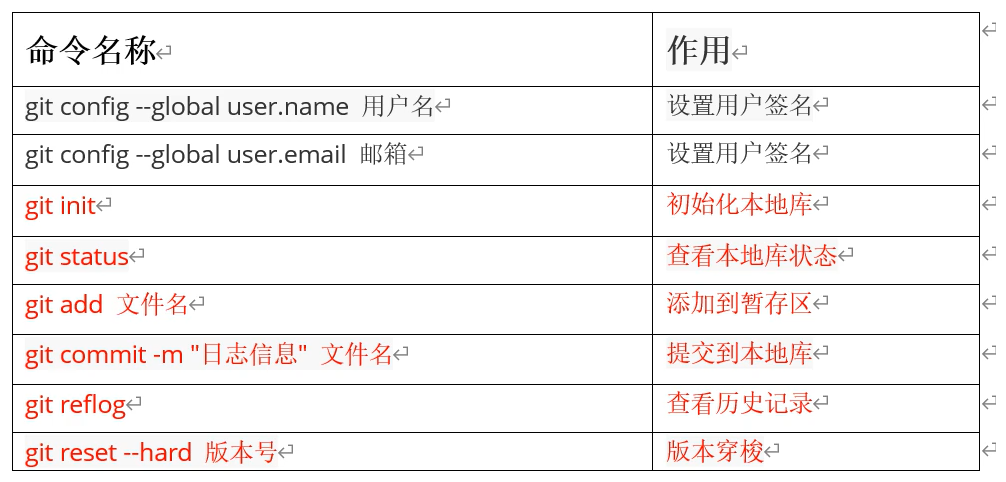 命令名称 作用
git config --global user.name 用户名 设置用户签名
git config --global user.email 邮箱 设置用户签名
git init 初始化本地库
git status 查看本地库状态
git add 文件名 添加到暂存区
git commit -m "日志信息" 文件名 提交到本地库
git reflog 查看历史记录
git reset --hard 版本号 版本穿梭